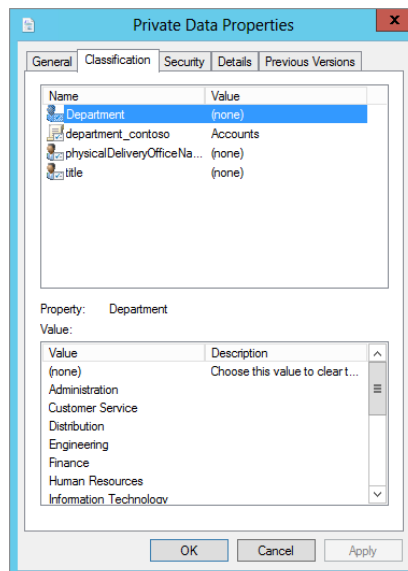 Private Data Properties
x
General Classification Security Details Previous Versions
Name Value
Department (none)
department_contoso Accounts
physicalDeliveryOfficeNa... (none)
title (none)
Property: Department
Value:
Value Description
(none) Choose this value to clear t...
Administration
Customer Service
Distribution
Engineering
Finance
Human Resources
Information Technology
OK Cancel Apply